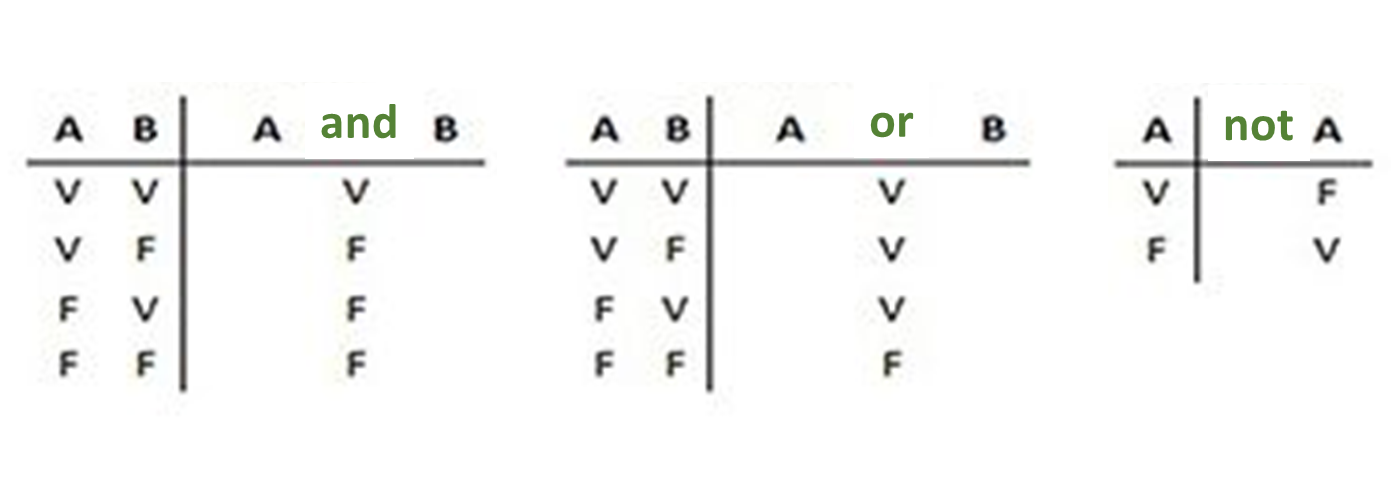 A B A and B
V V V
V F F
F V F
F F F
A B A or B
V V V
V F V
F V V
F F F
A not A
V F
F V